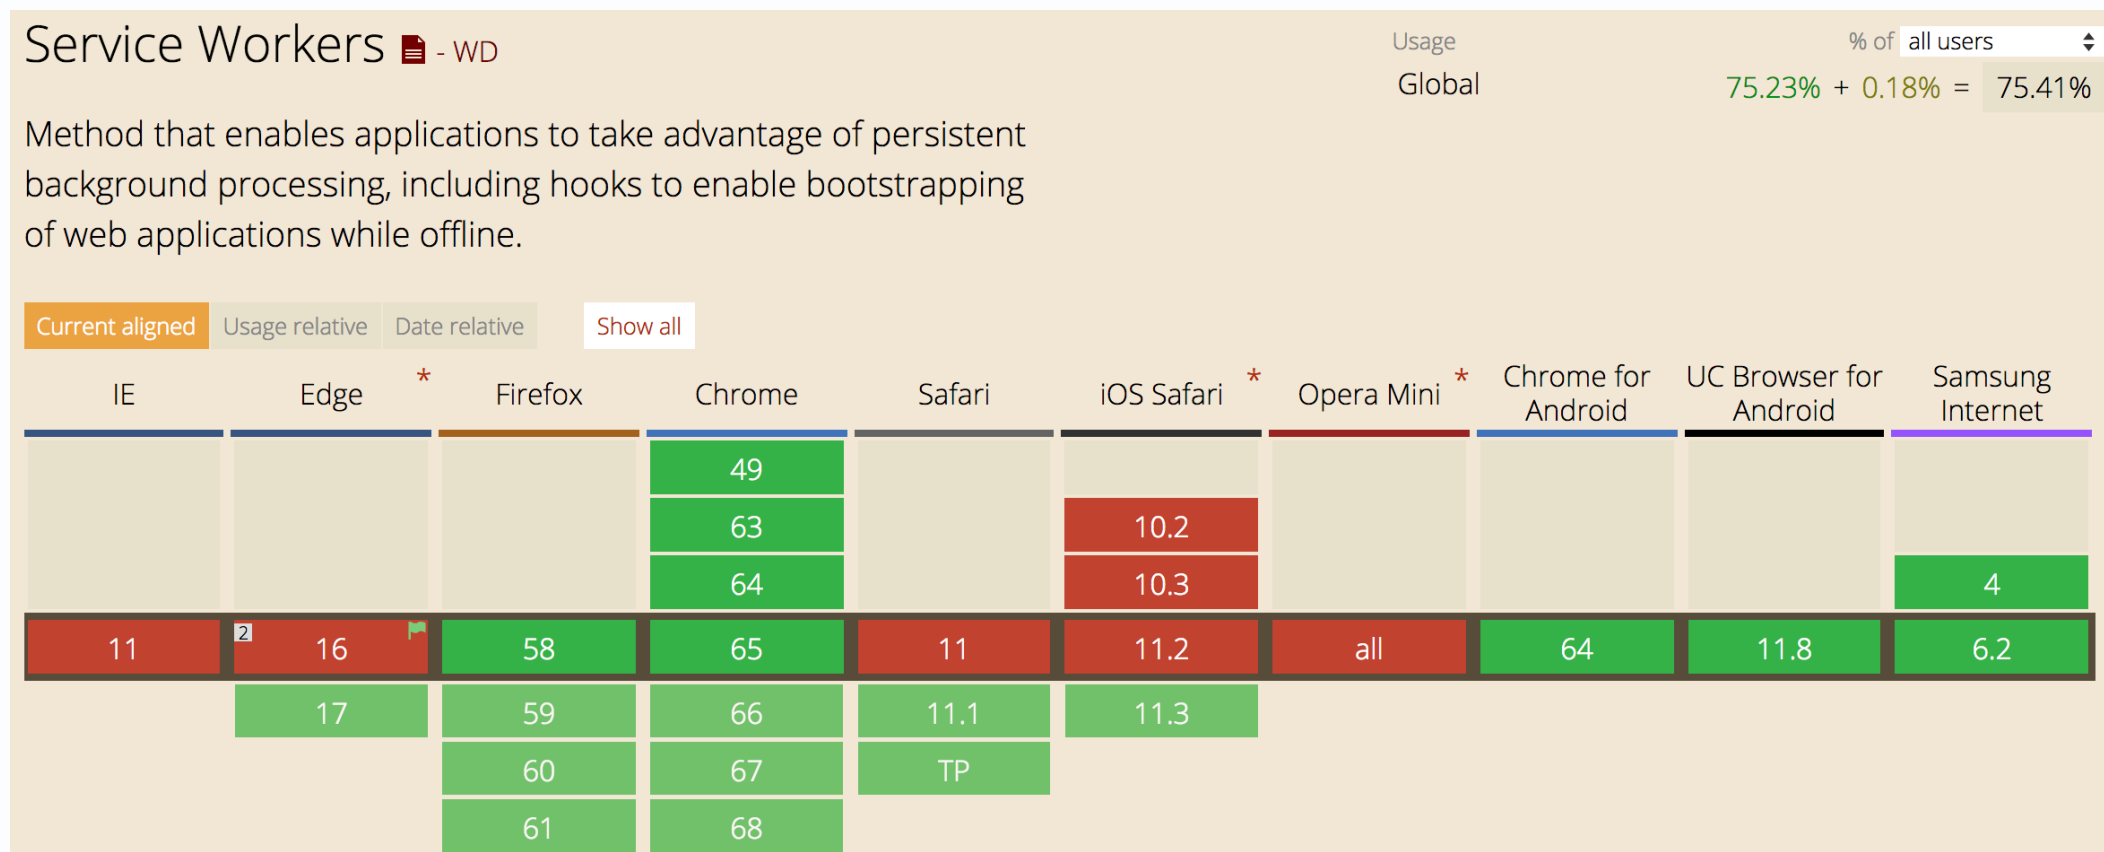 Service Workers - WD
Usage % of all users
Global 75.23% + 0.18% = 75.41%
Method that enables applications to take advantage of persistent
background processing, including hooks to enable bootstrapping
of web applications while offline.
Current aligned Usage relative Date relative Show all
IE Edge * Firefox Chrome Safari iOS Safari * Opera Mini * Chrome for Android UC Browser for Android Samsung Internet
49
63 10.2
64 10.3 4
11 2 16 58 65 11 11.2 all 64 11.8 6.2
17 59 66 11.1 11.3
60 67 TP
61 68